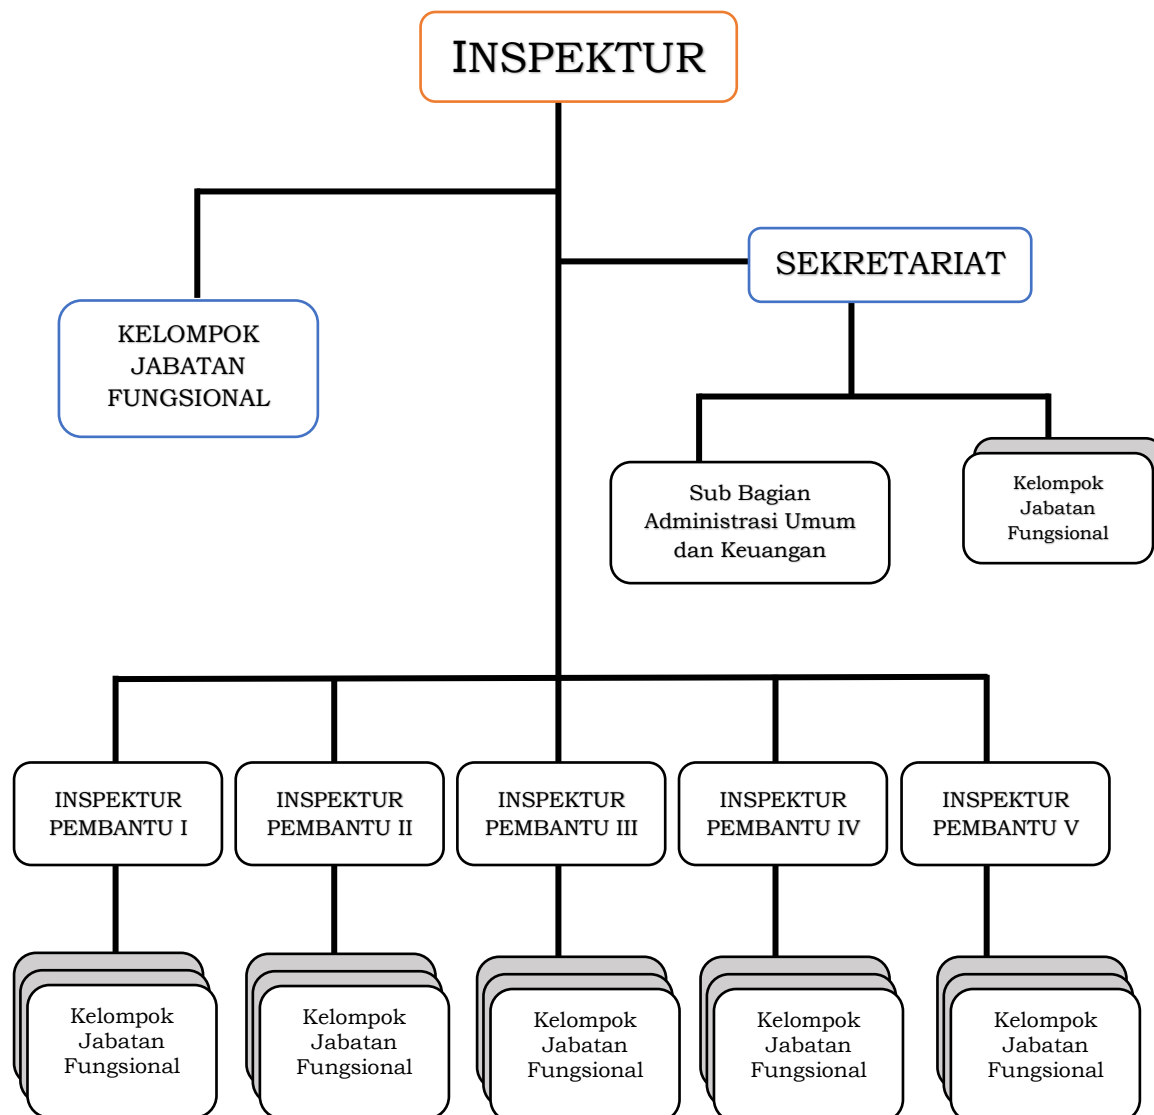 INSPEKTUR
SEKRETARIAT
KELOMPOK
JABATAN
FUNGSIONAL
Sub Bagian
Administrasi Umum
dan Keuangan
Kelompok
Jabatan
Fungsional
INSPEKTUR
PEMBANTU I
INSPEKTUR
PEMBANTU II
INSPEKTUR
PEMBANTU III
INSPEKTUR
PEMBANTU IV
INSPEKTUR
PEMBANTU V
Kelompok
Jabatan
Fungsional
Kelompok
Jabatan
Fungsional
Kelompok
Jabatan
Fungsional
Kelompok
Jabatan
Fungsional
Kelompok
Jabatan
Fungsional